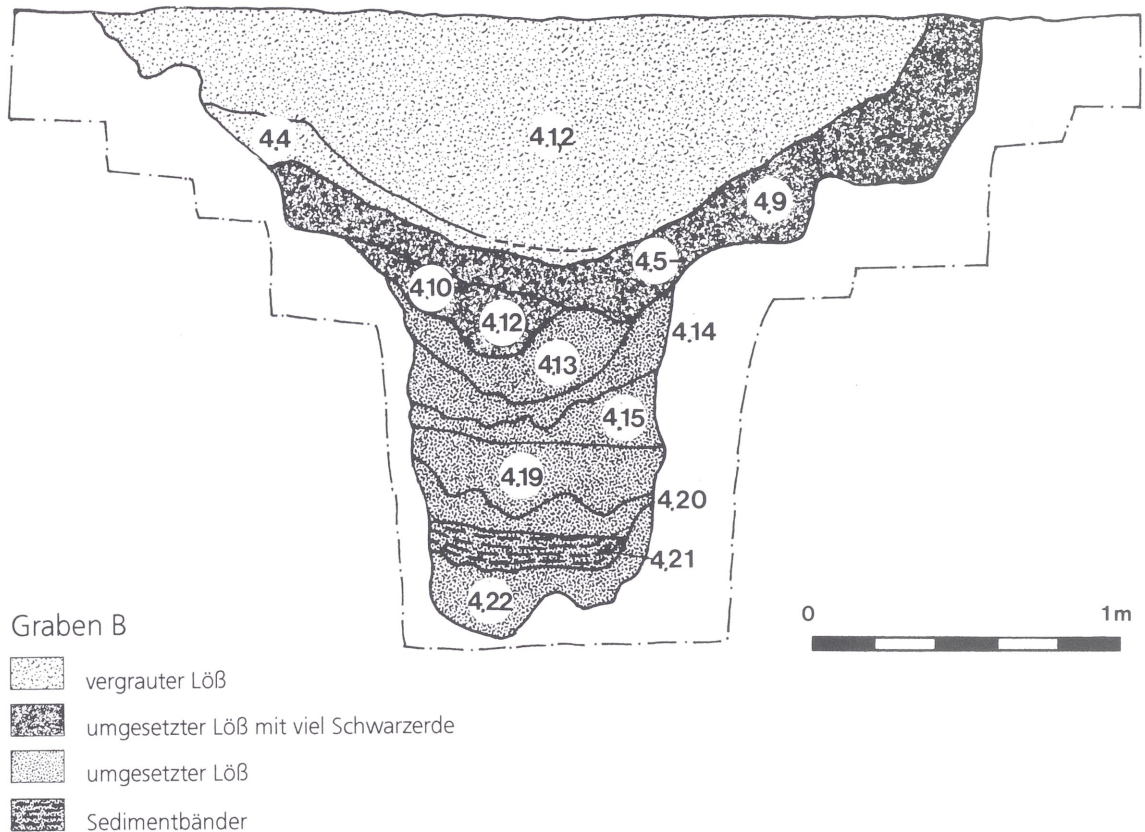 4.4
4.1,2
4.9
4.5
4.10
4.12
4.14
4.13
4.15
4.19
4.20
4.21
4.22
0 1m
Graben B
vergrauter Löß
umgesetzter Löß mit viel Schwarzerde
umgesetzter Löß
Sedimentbänder